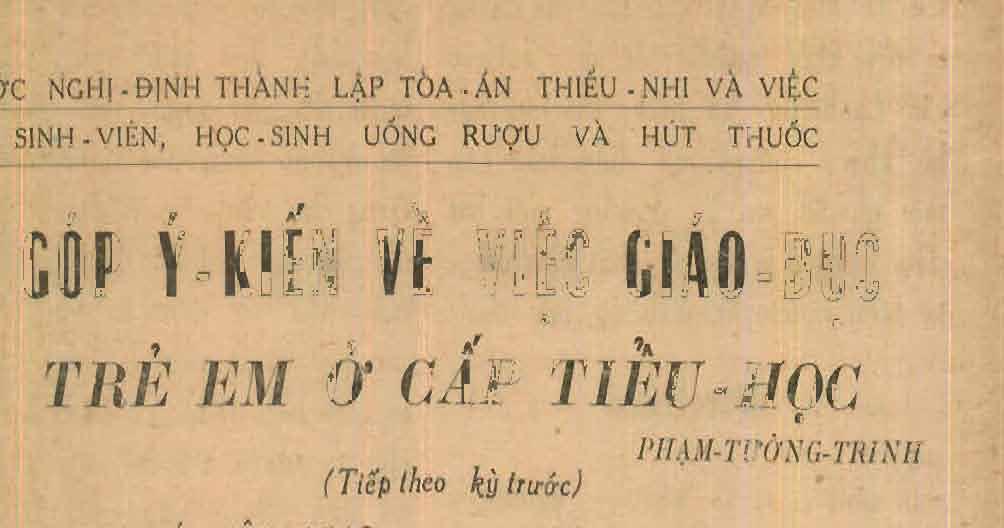 NGHỊ-ĐỊNH THÀNH LẬP TÒA-ÁN THIẾU-NHI VÀ VIỆC
SINH-VIÊN, HỌC-SINH UỐNG RƯỢU VÀ HÚT THUỐC
GÓP Ý-KIẾN VỀ VIỆC GIÁO-DỤC
TRẺ EM Ở CẤP TIỂU-HỌC
PHẠM-TƯỜNG-TRINH
(Tiếp theo kỳ trước)